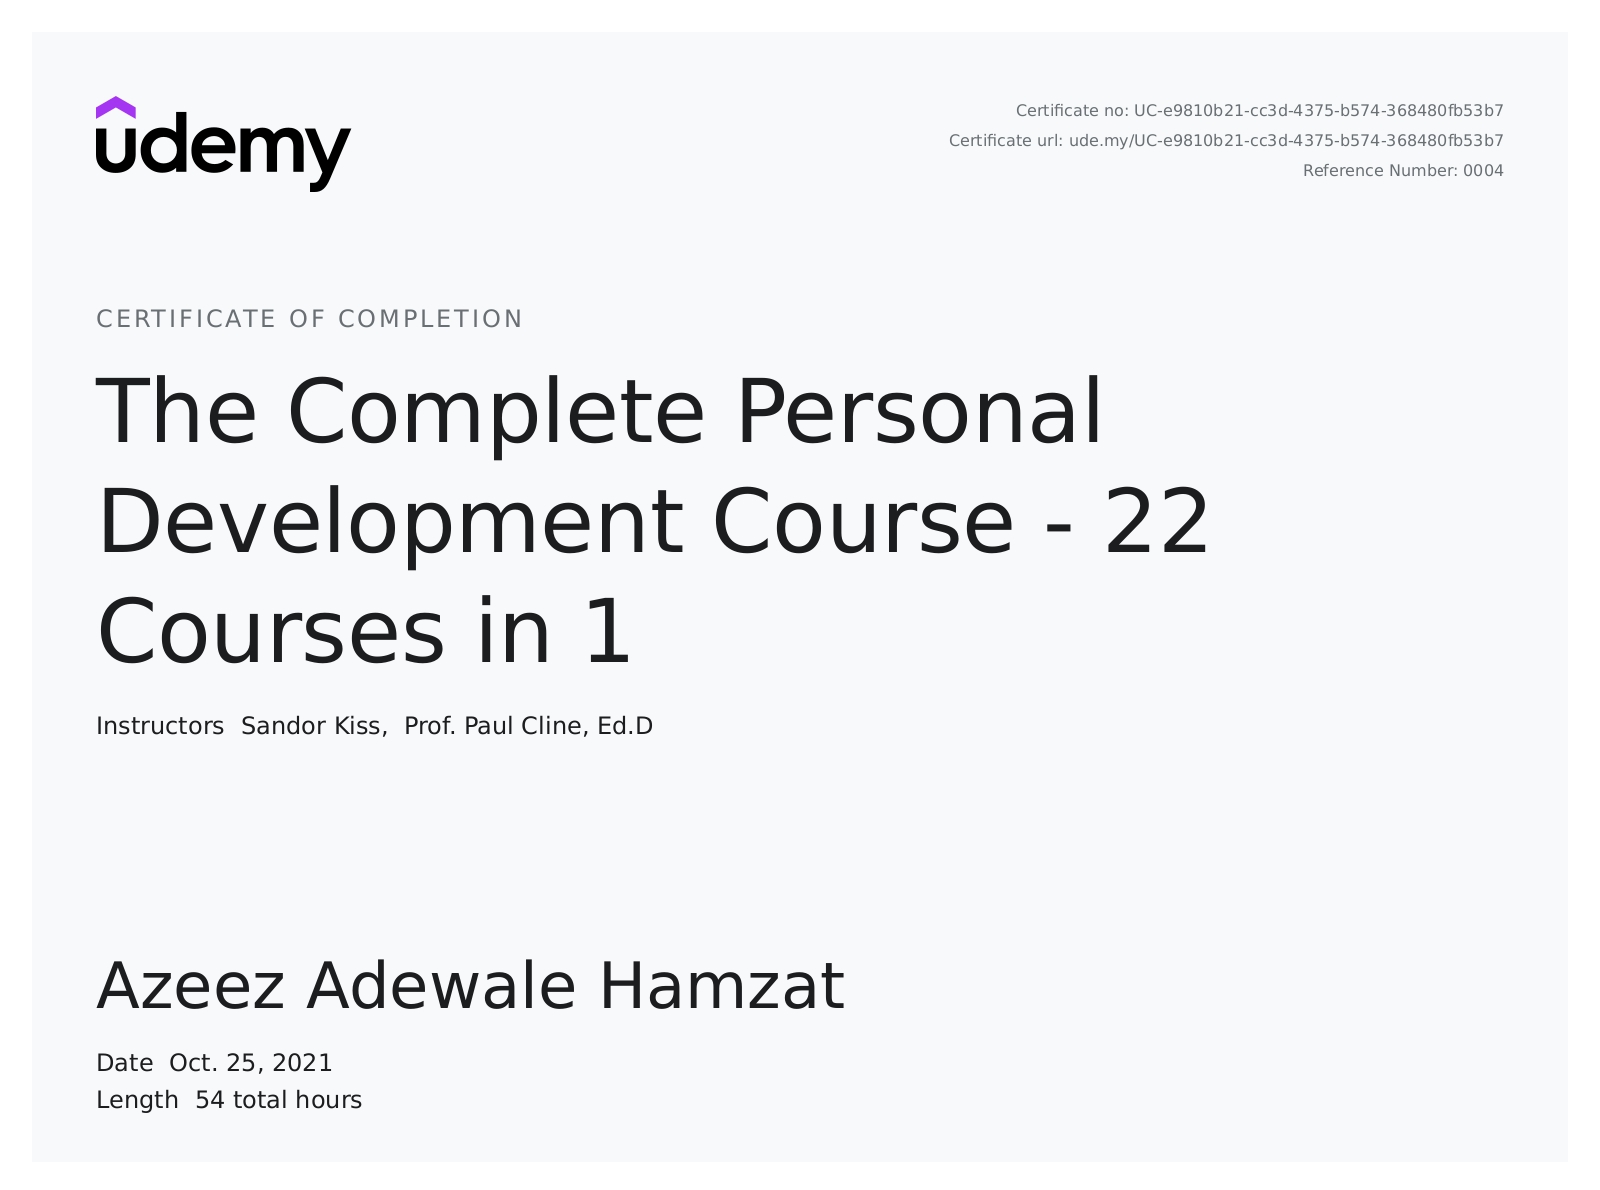 udemy
Certificate no: UC-e9810b21-cc3d-4375-b574-368480fb53b7
Certificate url: ude.my/UC-e9810b21-cc3d-4375-b574-368480fb53b7
Reference Number: 0004
CERTIFICATE OF COMPLETION
The Complete Personal
Development Course - 22
Courses in 1
Instructors Sandor Kiss, Prof. Paul Cline, Ed.D
Azeez Adewale Hamzat
Date Oct. 25, 2021
Length 54 total hours